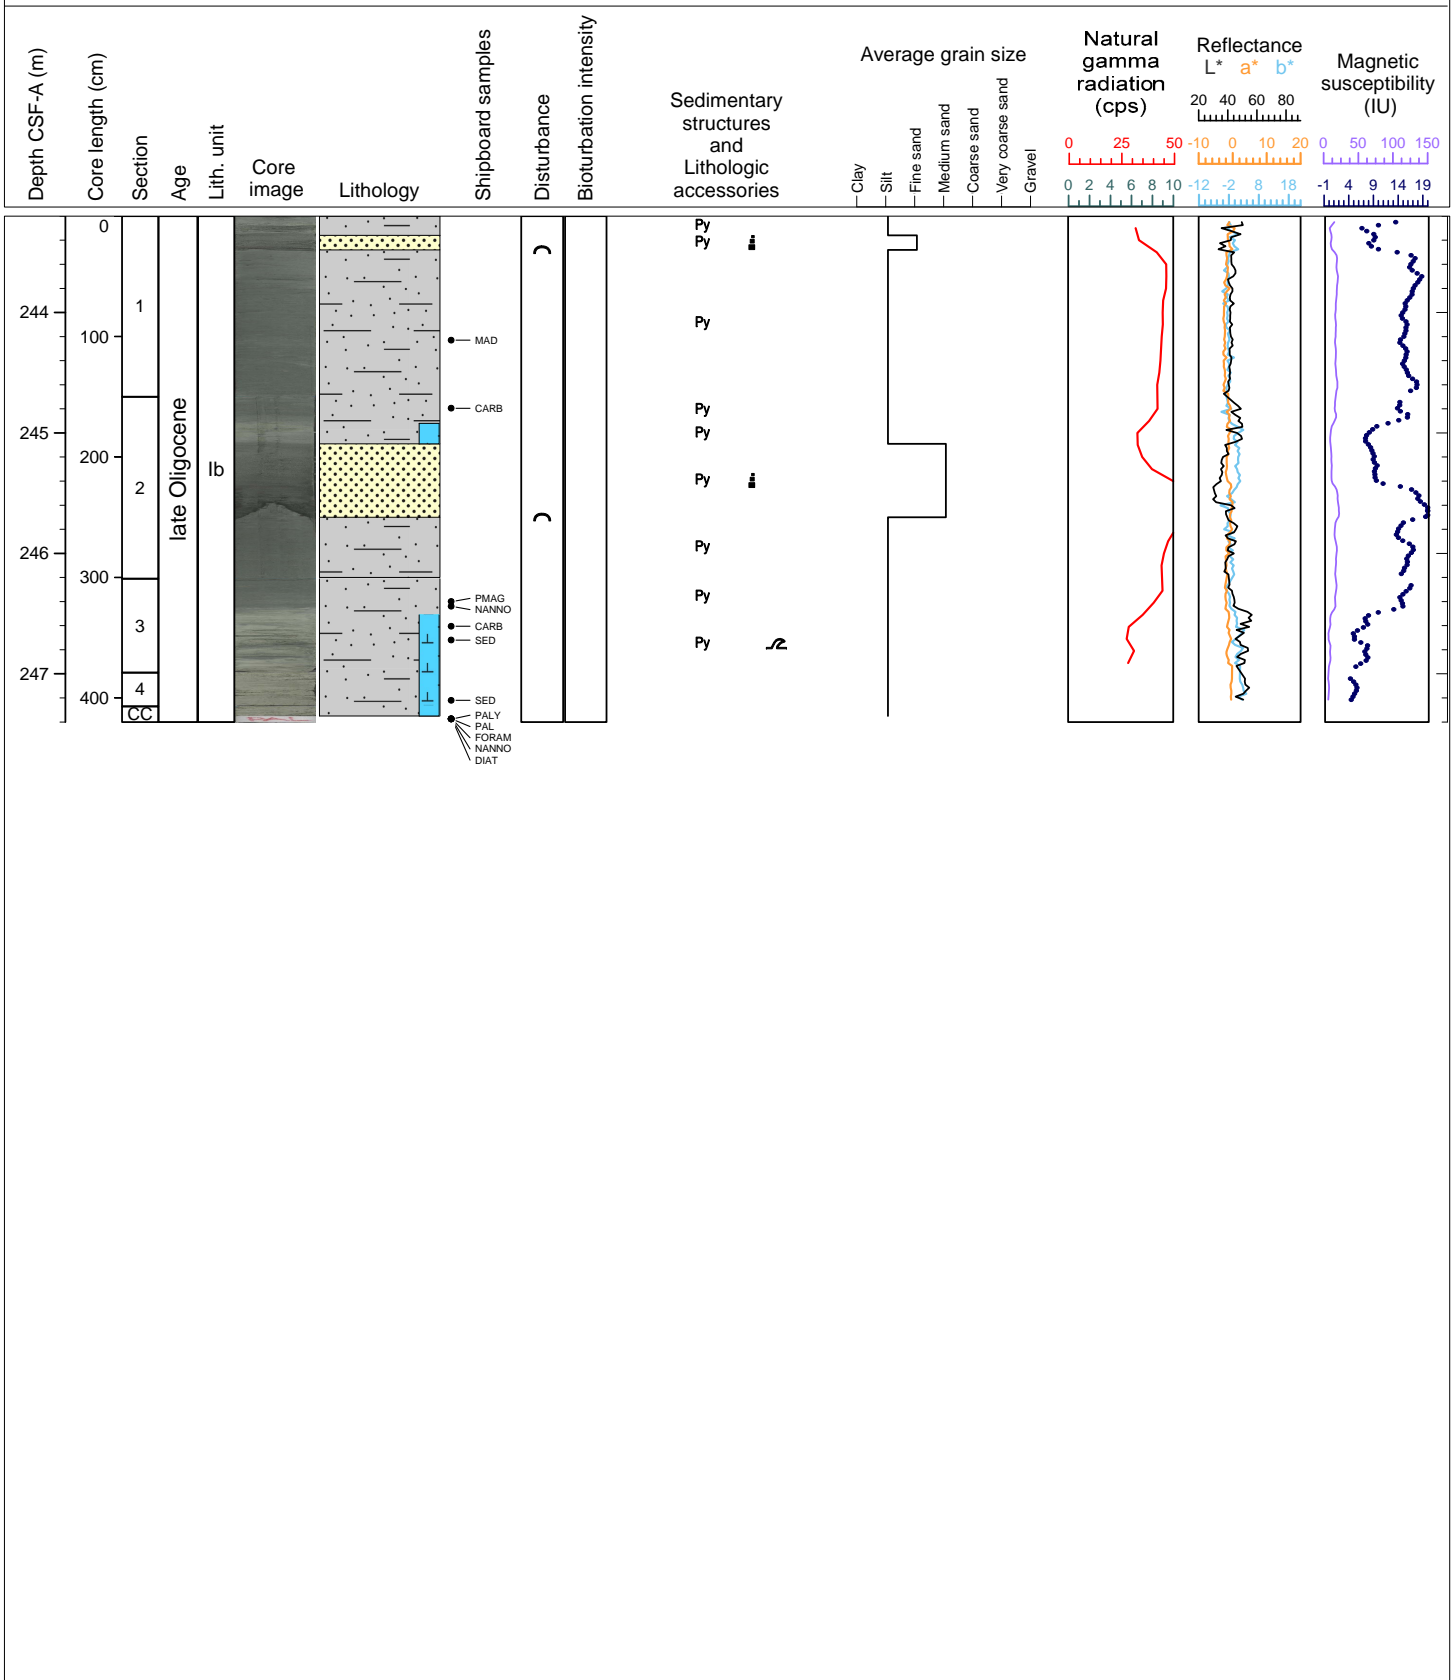 Depth CSF-A (m)
Core length (cm)
Section
Age
Lith. unit
Core
image
Lithology
Shipboard samples
Disturbance
Bioturbation intensity
Sedimentary
structures
and
Lithologic
accessories
Average grain size
Clay
Silt
Fine sand
Medium sand
Coarse sand
Very coarse sand
Gravel
Natural
gamma
radiation
(cps)
0 25 50
0 2 4 6 8 10
Reflectance
L* a* b*
20 40 60 80
-10 0 10 20
-12 -2 8 18
Magnetic
susceptibility
(IU)
0 50 100 150
-1 4 9 14 19
0
Py
Py
1
244
Py
100
MAD
late Oligocene
CARB
Py
245
Py
200
Ib
2
Py
246
Py
300
Py
PMAG
NANNO
3
CARB
SED
Py
247
4
400
SED
CC
PALY
PAL
FORAM
NANNO
DIAT